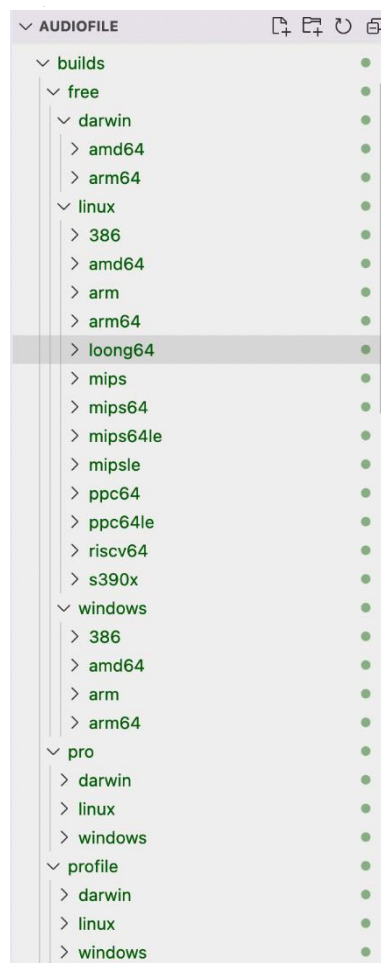 AUDIOFILE
builds
free
darwin
amd64
arm64
linux
386
amd64
arm
arm64
loong64
mips
mips64
mips64le
mipsle
ppc64
ppc64le
riscv64
s390x
windows
386
amd64
arm
arm64
pro
darwin
linux
windows
profile
darwin
linux
windows